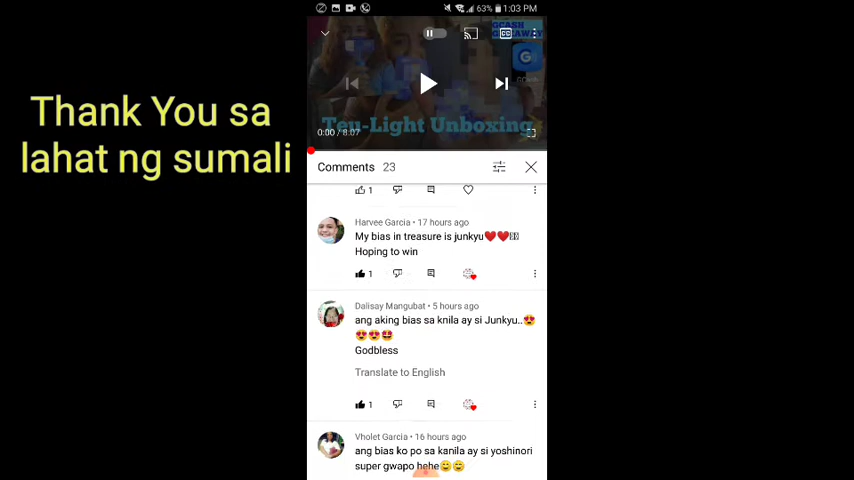 63% 1:03 PM
GCASH
GIVEAWAY
CC
Teu-Light Unboxing
0:00 / 8:07
Thank You sa
lahat ng sumali
Comments 23
1
Harvee Garcia • 17 hours ago
My bias in treasure is junkyu❤️❤️
Hoping to win
1
Dalisay Mangubat • 5 hours ago
ang aking bias sa knila ay si Junkyu..😍
😍😍🤩
Godbless
Translate to English
1
Vholet Garcia • 16 hours ago
ang bias ko po sa kanila ay si yoshinori
super gwapo hehe😊😊